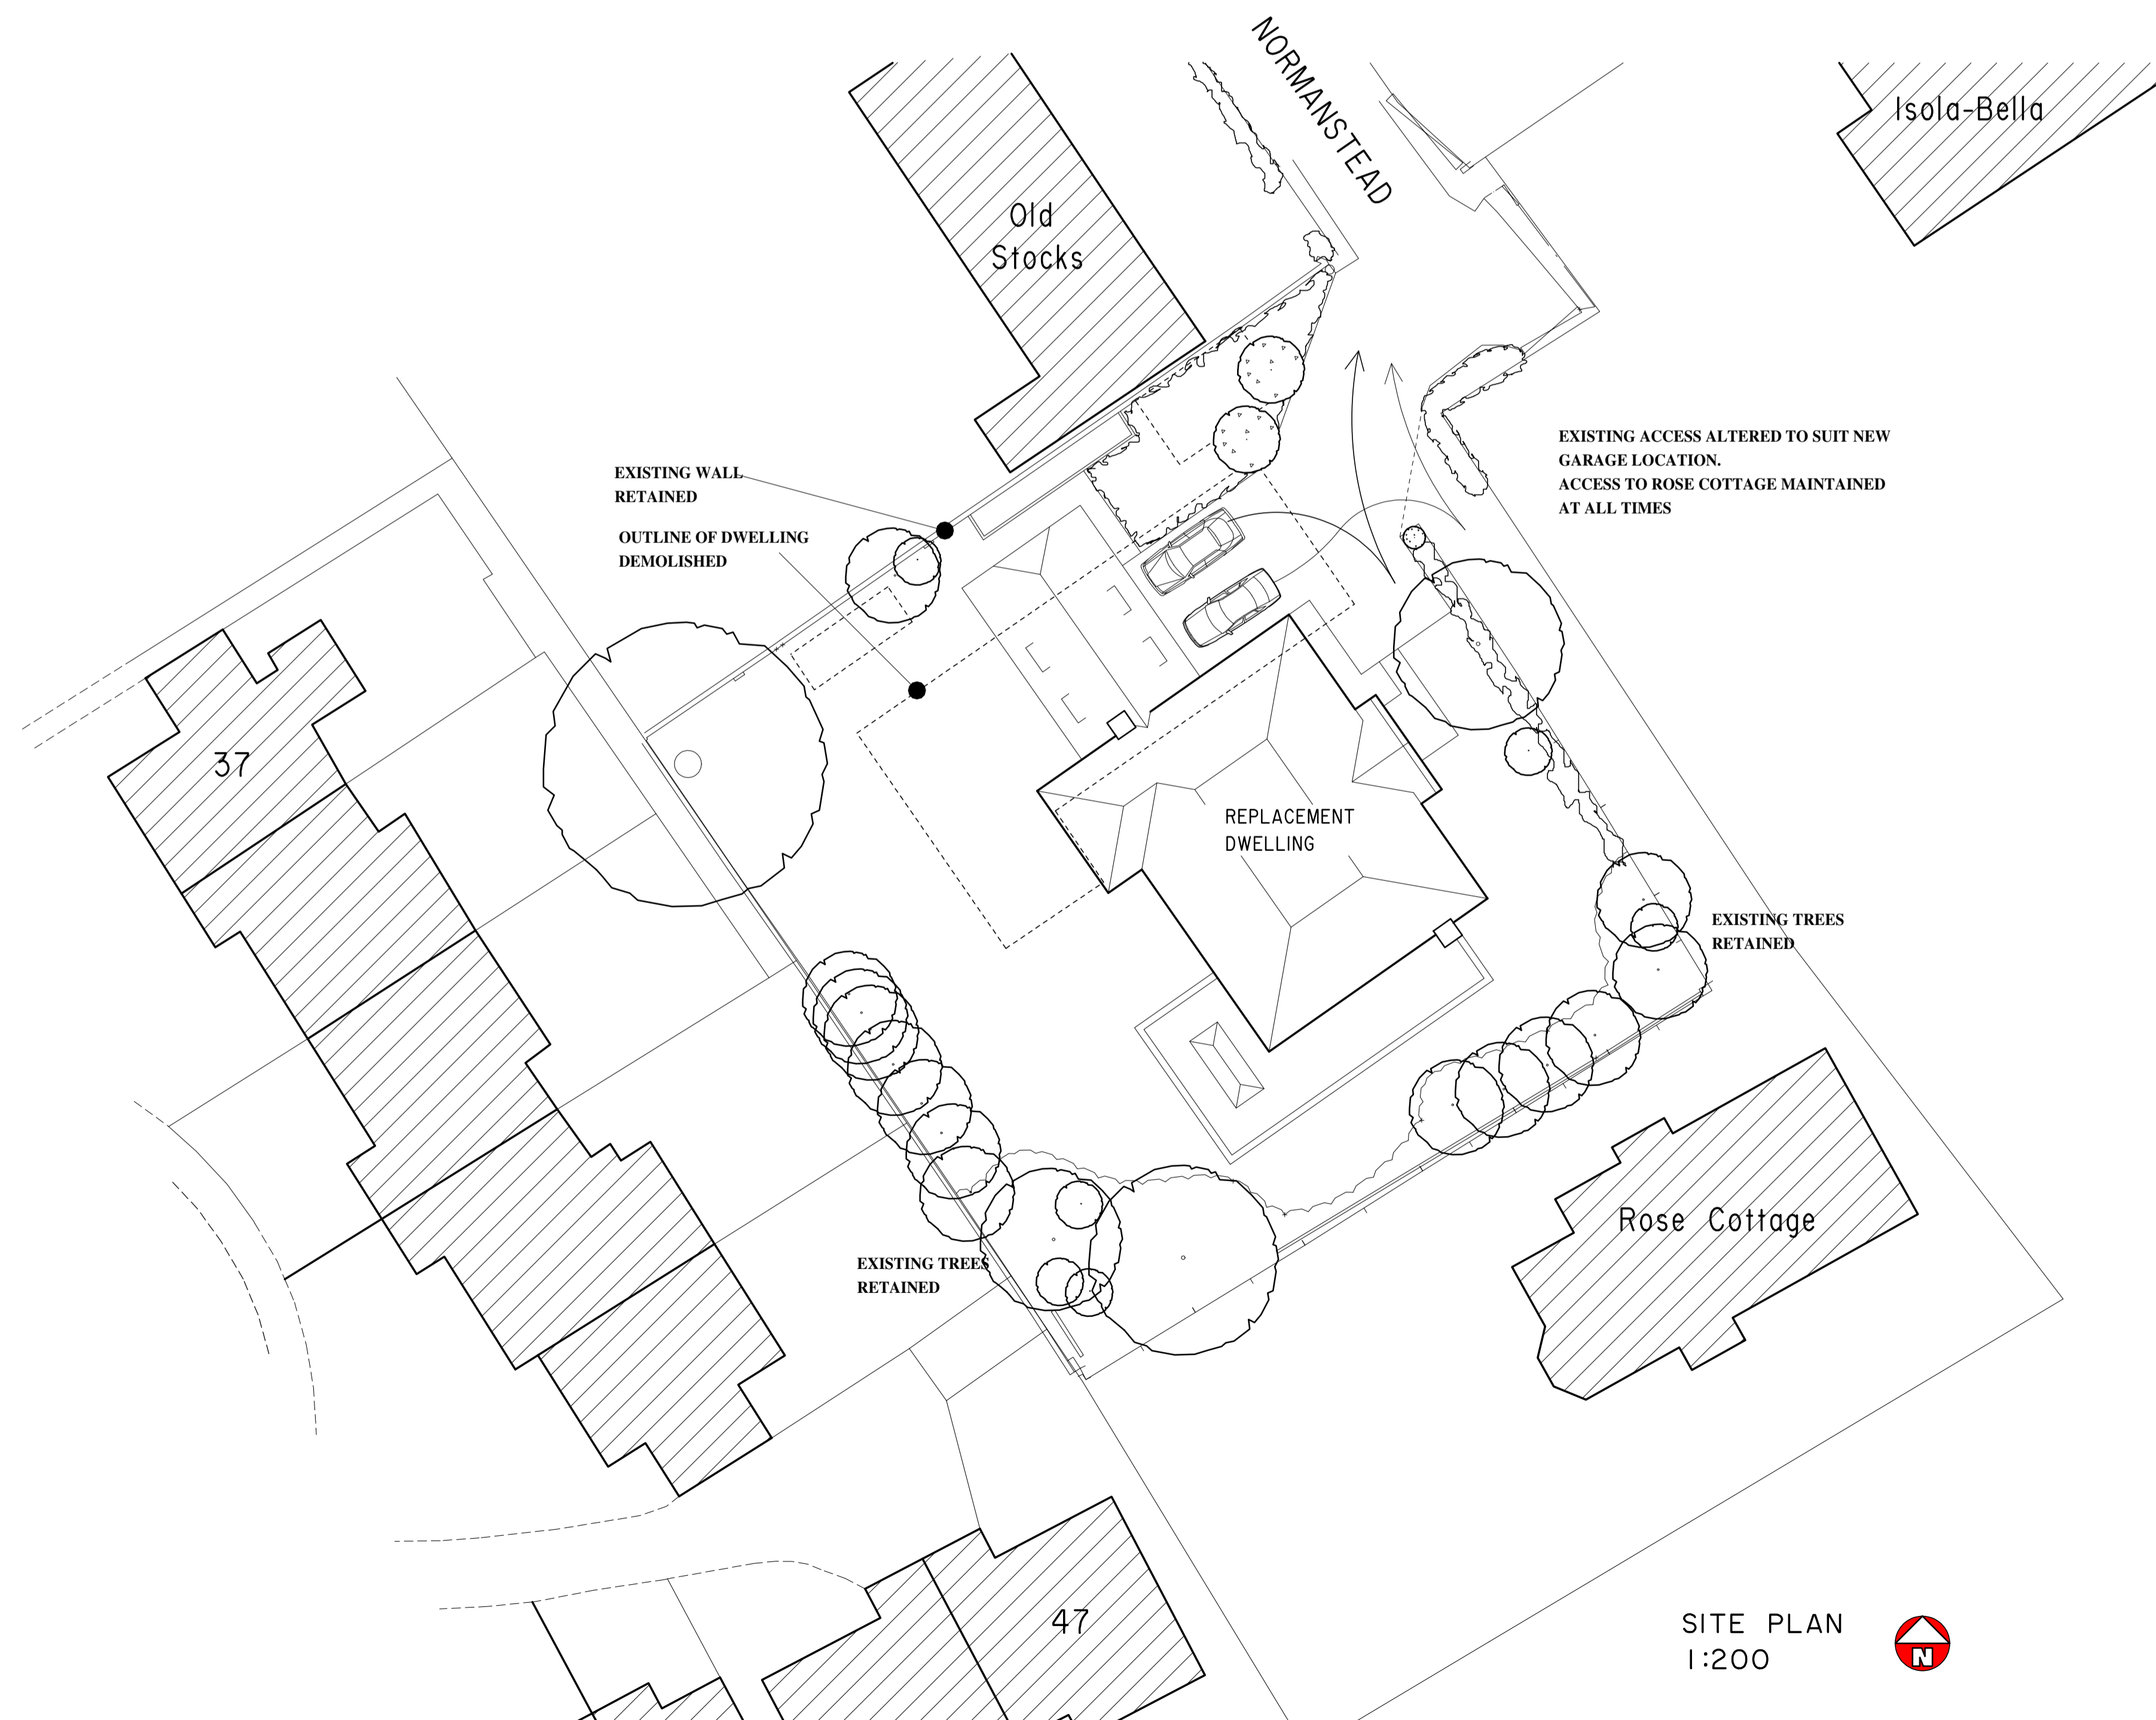 NORMANSTEAD
Isola-Bella
Old
Stocks
EXISTING ACCESS ALTERED TO SUIT NEW
GARAGE LOCATION.
ACCESS TO ROSE COTTAGE MAINTAINED
AT ALL TIMES
EXISTING WALL
RETAINED
OUTLINE OF DWELLING
DEMOLISHED
37
REPLACEMENT
DWELLING
EXISTING TREES
RETAINED
Rose Cottage
EXISTING TREES
RETAINED
47
SITE PLAN
1:200
N